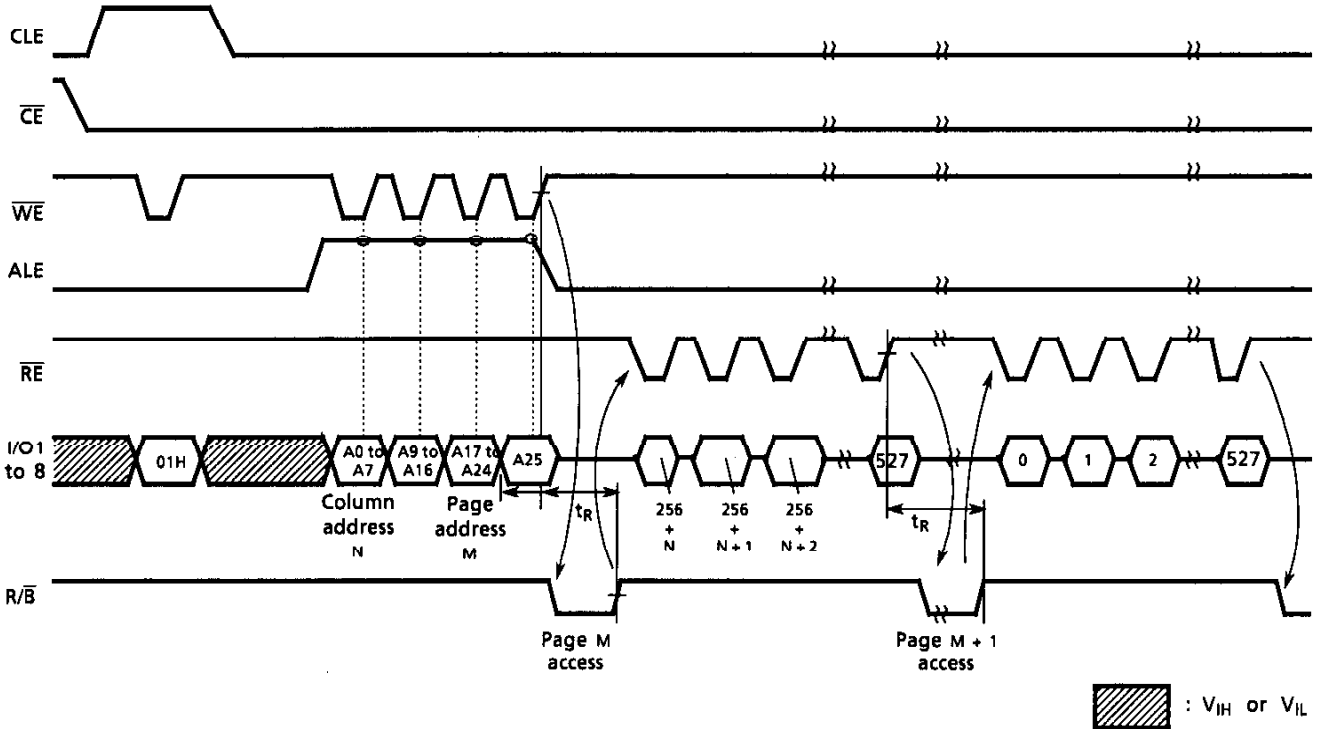 CLE
CE
WE
ALE
RE
I/O1
to 8
01H
A0 to
A7
A9 to
A16
A17 to
A24
A25
527
0
1
2
527
Column
address
N
Page
address
M
tR
256
+
N
256
+
N + 1
256
+
N + 2
tR
R/B
Page M
access
Page M + 1
access
: VIH or VIL